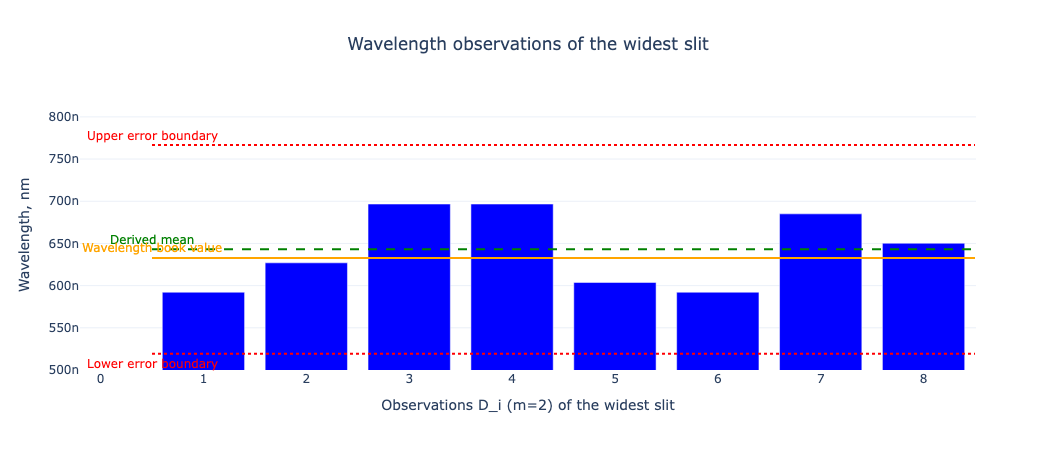 Wavelength observations of the widest slit
800n
Upper error boundary
750n
700n
650n
Derived mean
Wavelength book value
600n
550n
500n
Lower error boundary
Wavelength, nm
0 1 2 3 4 5 6 7 8
Observations D_i (m=2) of the widest slit